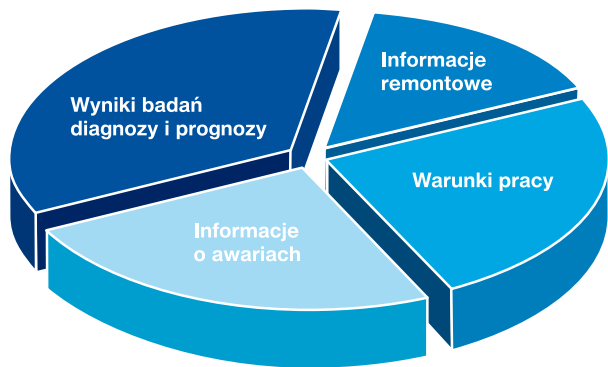 Informacje
remontowe
Wyniki badań
diagnozy i prognozy
Warunki pracy
Informacje
o awariach